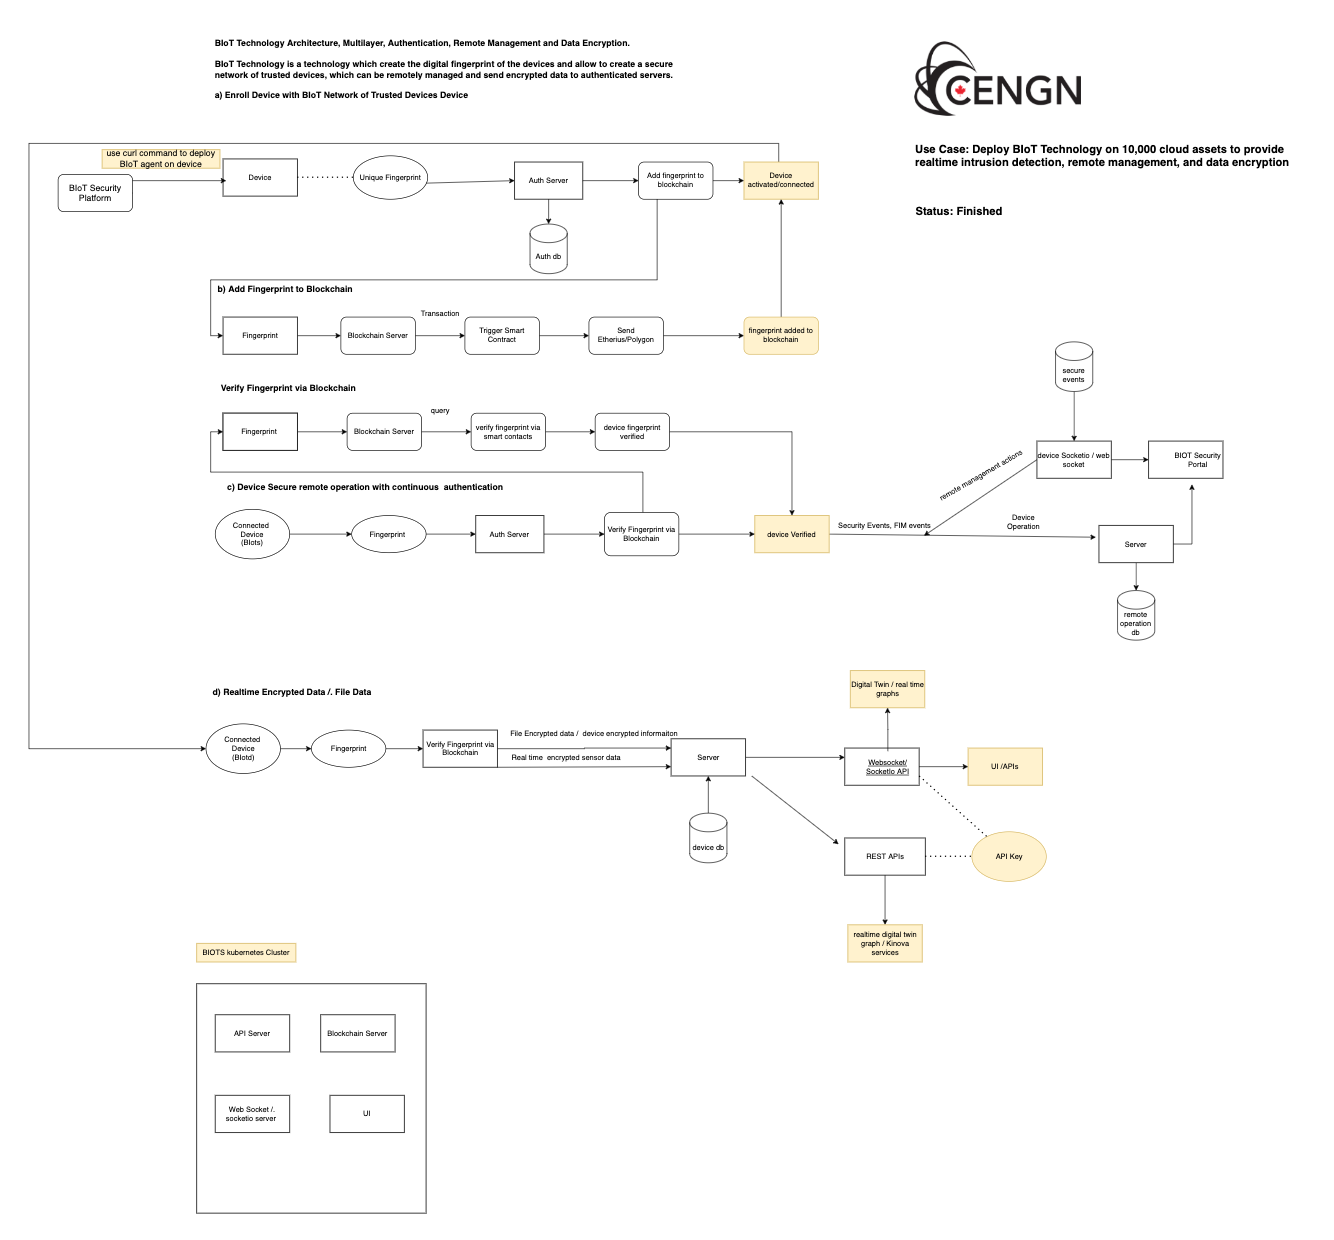 BIoT Technology Architecture, Multilayer, Authentication, Remote Management and Data Encryption.
BIoT Technology is a technology which create the digital fingerprint of the devices and allow to create a secure
network of trusted devices, which can be remotely managed and send encrypted data to authenticated servers.
a) Enroll Device with BIoT Network of Trusted Devices Device
CENGN
Use Case: Deploy BIoT Technology on 10,000 cloud assets to provide
realtime intrusion detection, remote management, and data encryption
Status: Finished
use curl command to deploy
BIoT agent on device
BIoT Security
Platform
Device
Unique Fingerprint
Auth Server
Add fingerprint to
blockchain
Device
activated/connected
Auth db
b) Add Fingerprint to Blockchain
Fingerprint
Blockchain Server
Transaction
Trigger Smart
Contract
Send
Etherius/Polygon
fingerprint added to
blockchain
Verify Fingerprint via Blockchain
Fingerprint
Blockchain Server
query
verify fingerprint via
smart contacts
device fingerprint
verified
secure
events
device Socketio / web
socket
BIOT Security
Portal
remote management actions
c) Device Secure remote operation with continuous  authentication
Connected
Device
(BIots)
Fingerprint
Auth Server
Verify Fingerprint via
Blockchain
device Verified
Security Events, FIM events
Device
Operation
Server
remote
operation
db
d) Realtime Encrypted Data /. File Data
Connected
Device
(BIotd)
Fingerprint
Verify Fingerprint via
Blockchain
File Encrypted data /  device encrypted informaiton
Real time  encrypted sensor data
Server
device db
Digital Twin / real time
graphs
Websocket/
SocketIo API
UI /APIs
REST APIs
API Key
realtime digital twin
graph / Kinova
services
BIOTS kubernetes Cluster
API Server
Blockchain Server
Web Socket /.
socketio server
UI